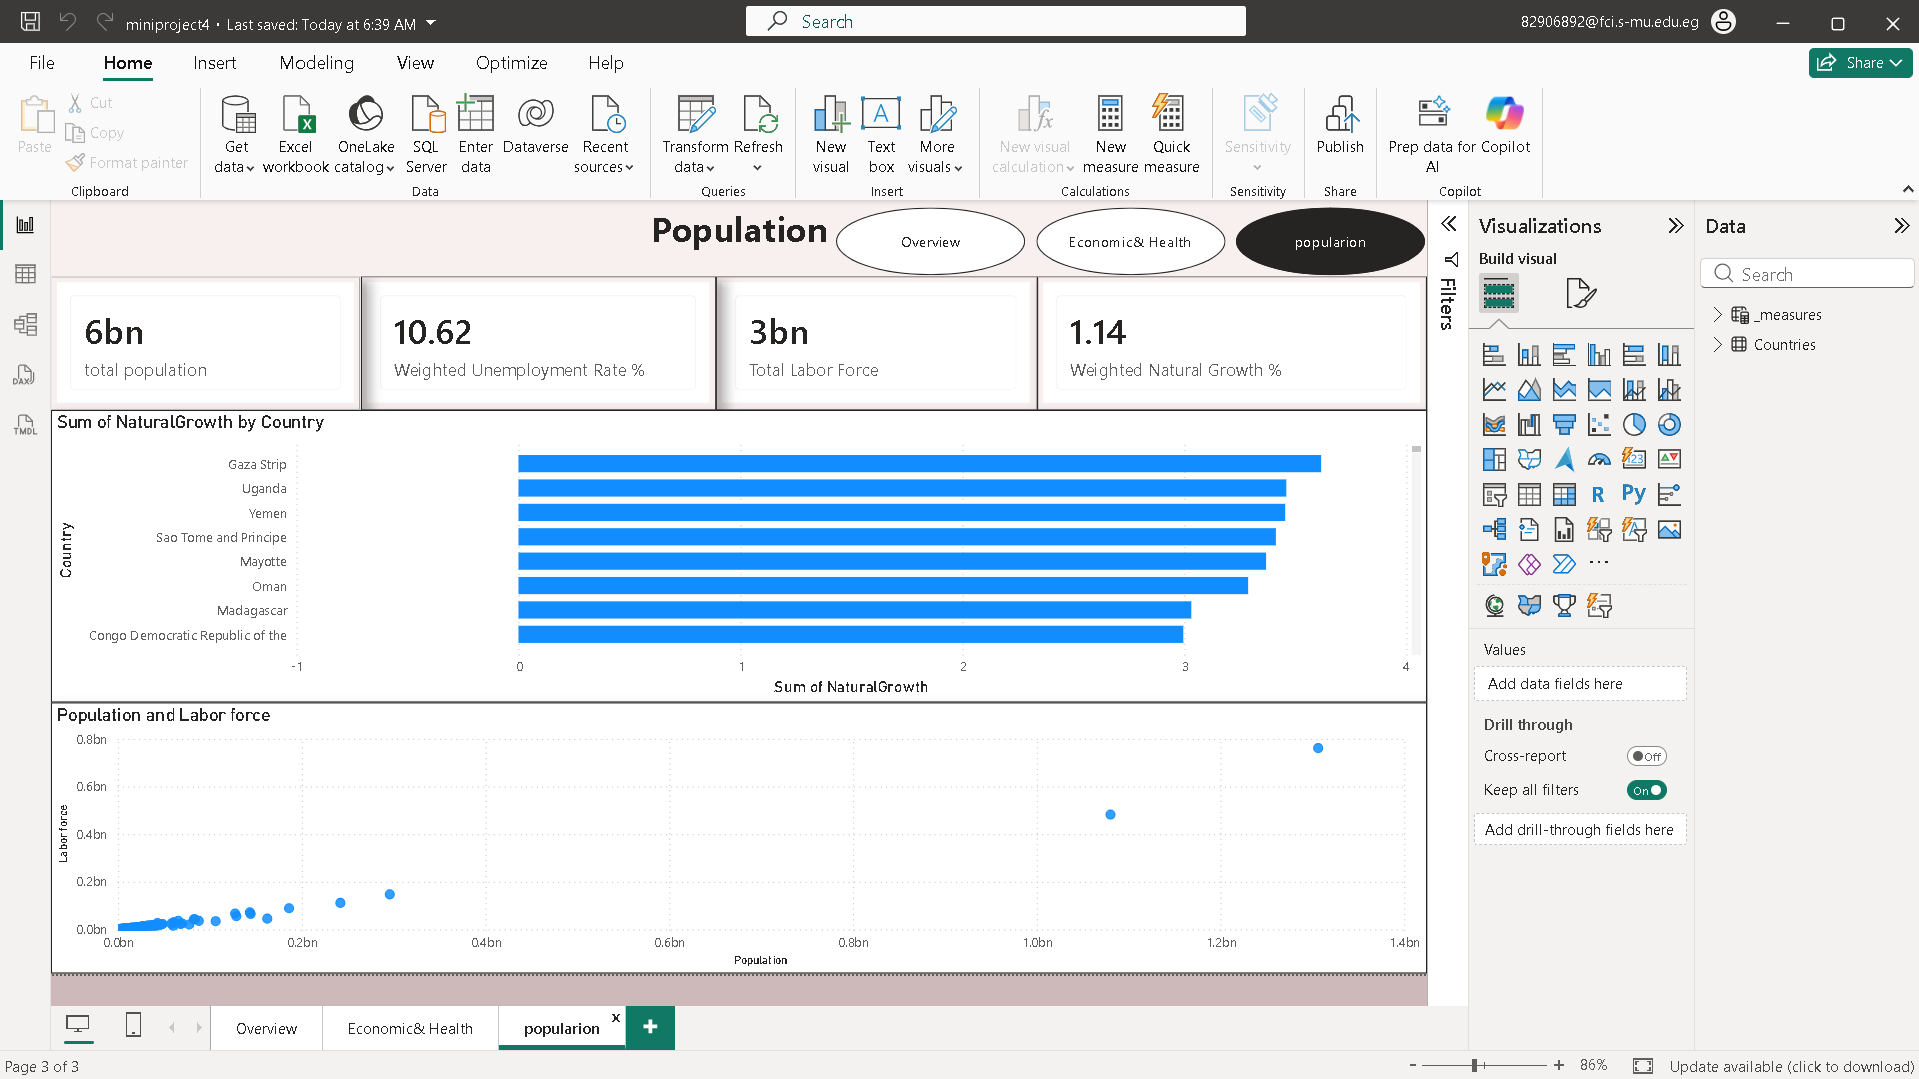 miniproject4 • Last saved: Today at 6:39 AM
Search
82906892@fci.s-mu.edu.eg
File Home Insert Modeling View Optimize Help
Share
Paste
Cut
Copy
Format painter
Clipboard
Get data
Excel workbook
OneLake catalog
SQL Server
Enter data
Dataverse
Recent sources
Data
Transform data
Refresh
Queries
New visual
Text box
More visuals
Insert
New visual calculation
New measure
Quick measure
Calculations
Sensitivity
Sensitivity
Publish
Share
Prep data for AI
Copilot
Copilot
Population
Overview
Economic& Health
popularion
6bn
total population
10.62
Weighted Unemployment Rate %
3bn
Total Labor Force
1.14
Weighted Natural Growth %
Sum of NaturalGrowth by Country
Country
Gaza Strip
Uganda
Yemen
Sao Tome and Principe
Mayotte
Oman
Madagascar
Congo Democratic Republic of the
-1 0 1 2 3 4
Sum of NaturalGrowth
Population and Labor force
Labor force
0.8bn
0.6bn
0.4bn
0.2bn
0.0bn
0.0bn 0.2bn 0.4bn 0.6bn 0.8bn 1.0bn 1.2bn 1.4bn
Population
Filters
Visualizations
Build visual
123
R
Py
Values
Add data fields here
Drill through
Cross-report
Off
Keep all filters
On
Add drill-through fields here
Data
Search
_measures
Countries
DAX
TMDL
Overview
Economic& Health
popularion
x
+
Page 3 of 3
- + 86%
Update available (click to download)